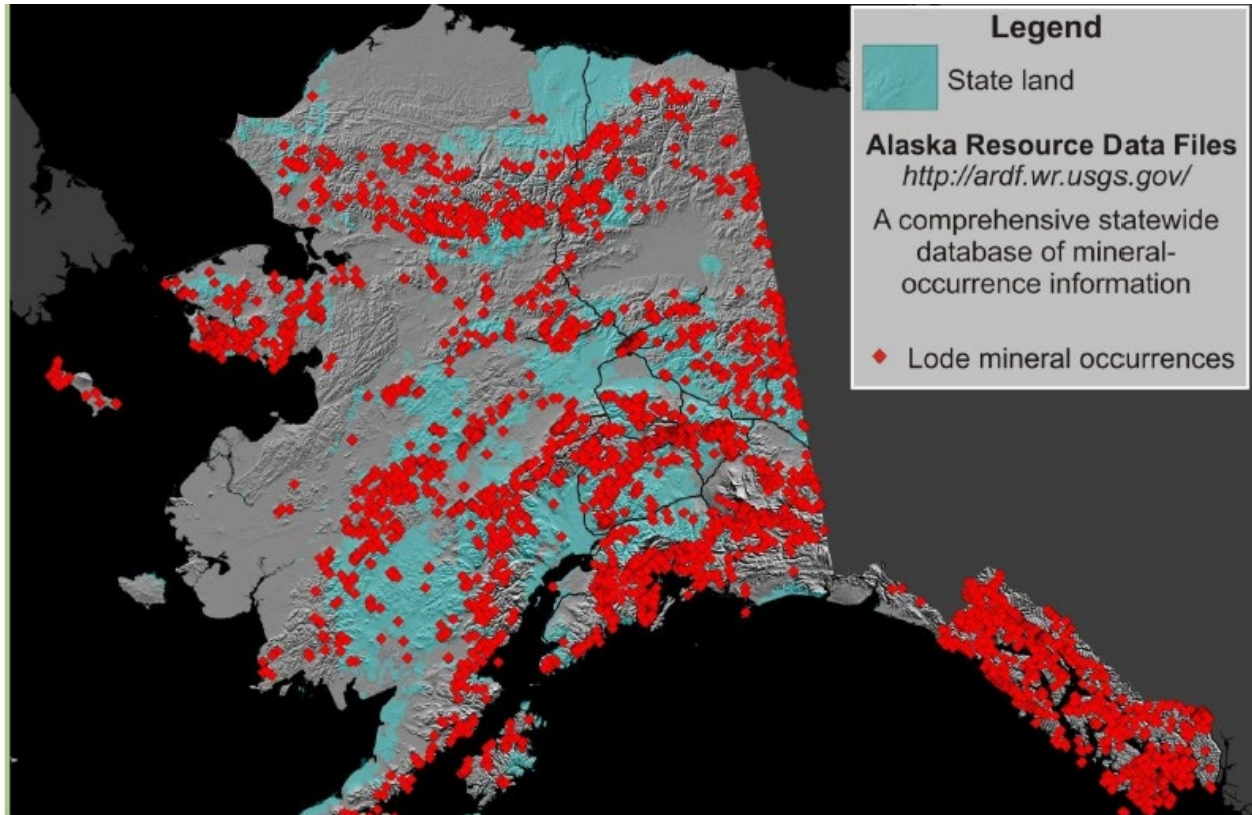 Legend
State land
Alaska Resource Data Files
http://ardf.wr.usgs.gov/
A comprehensive statewide
database of mineral-
occurrence information
Lode mineral occurrences